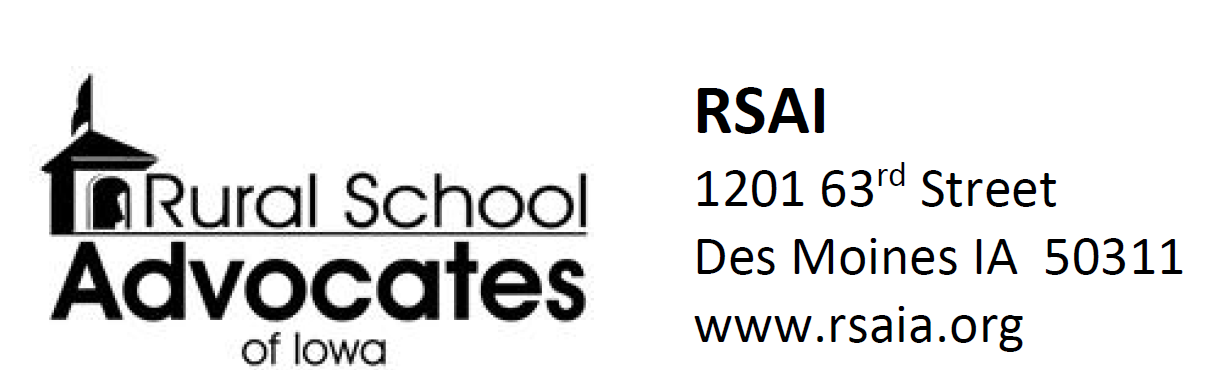 Rural School
Advocates
of Iowa
RSAI
1201 63rd Street
Des Moines IA  50311
www.rsaia.org